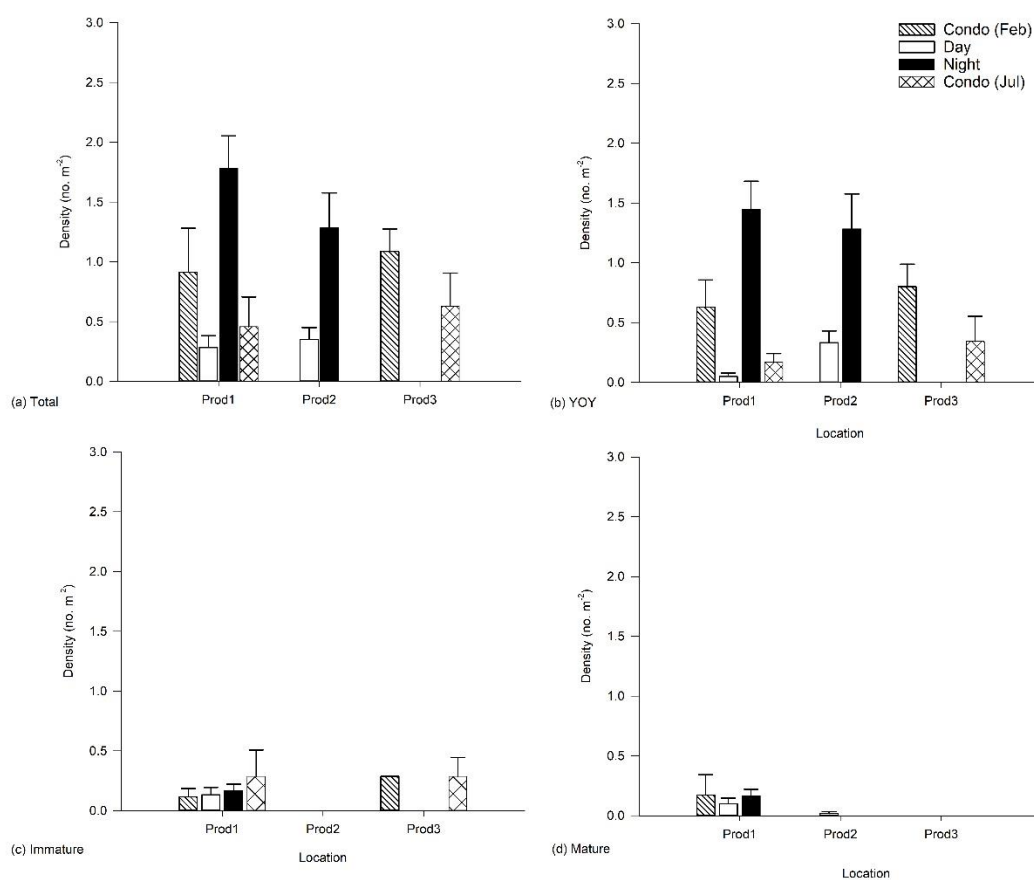 3.0
2.5
2.0
1.5
1.0
0.5
0.0
Density (no. m-2)
Prod1 Prod2 Prod3
(a) Total
Condo (Feb)
Day
Night
Condo (Jul)
3.0
2.5
2.0
1.5
1.0
0.5
0.0
Density (no. m-2)
Prod1 Prod2 Prod3
(b) YOY
Location
3.0
2.5
2.0
1.5
1.0
0.5
0.0
Density (no. m-2)
Prod1 Prod2 Prod3
(c) Immature
Location
3.0
2.5
2.0
1.5
1.0
0.5
0.0
Density (no. m-2)
Prod1 Prod2 Prod3
(d) Mature
Location